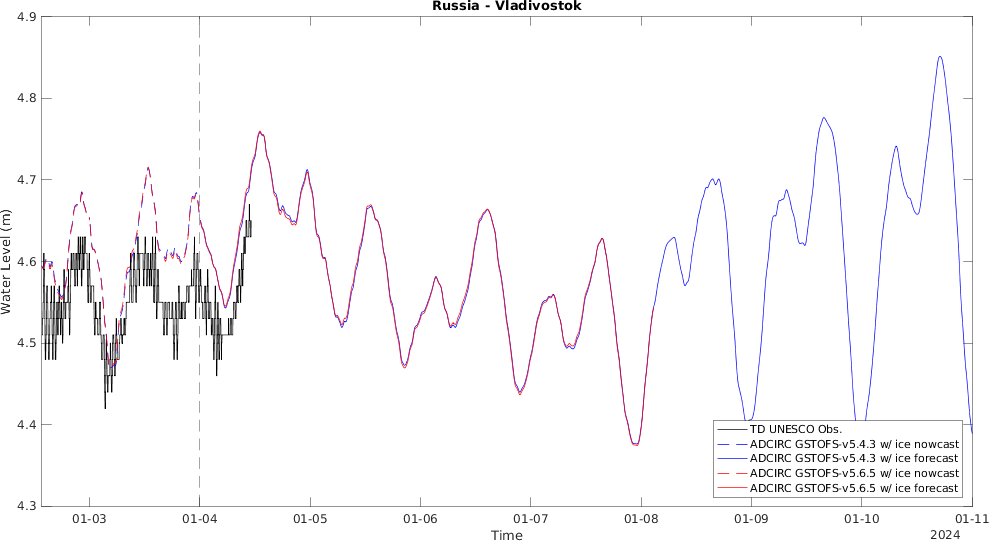 Russia - Vladivostok
Water Level (m)
4.9
4.8
4.7
4.6
4.5
4.4
4.3
TD UNESCO Obs.
ADCIRC GSTOFS-v5.4.3 w/ ice nowcast
ADCIRC GSTOFS-v5.4.3 w/ ice forecast
ADCIRC GSTOFS-v5.6.5 w/ ice nowcast
ADCIRC GSTOFS-v5.6.5 w/ ice forecast
01-03 01-04 01-05 01-06 01-07 01-08 01-09 01-10 01-11
Time
2024